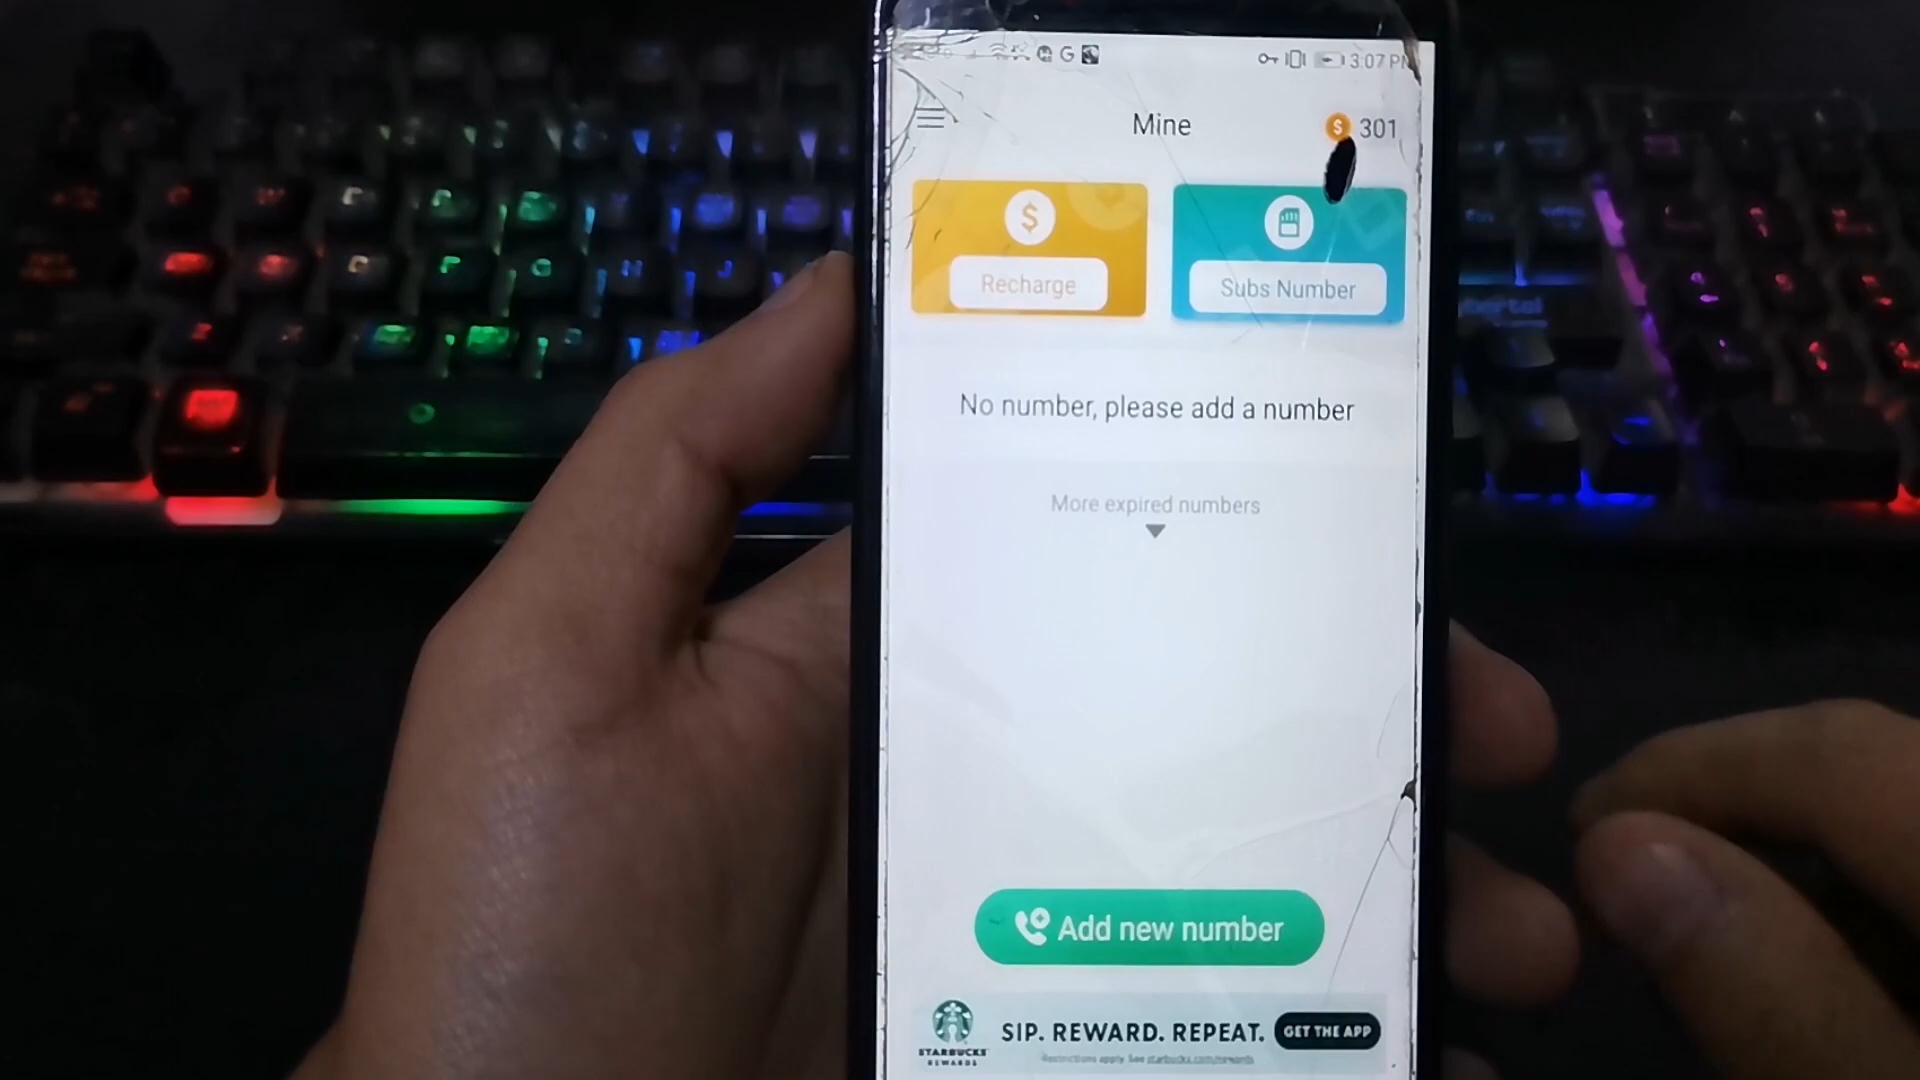 G 3:07 PM
Mine
301
Recharge
Subs Number
No number, please add a number
More expired numbers
Add new number
SIP. REWARD. REPEAT.
GET THE APP
STARBUCKS
REWARDS
Restrictions apply. See starbucks.com/rewards